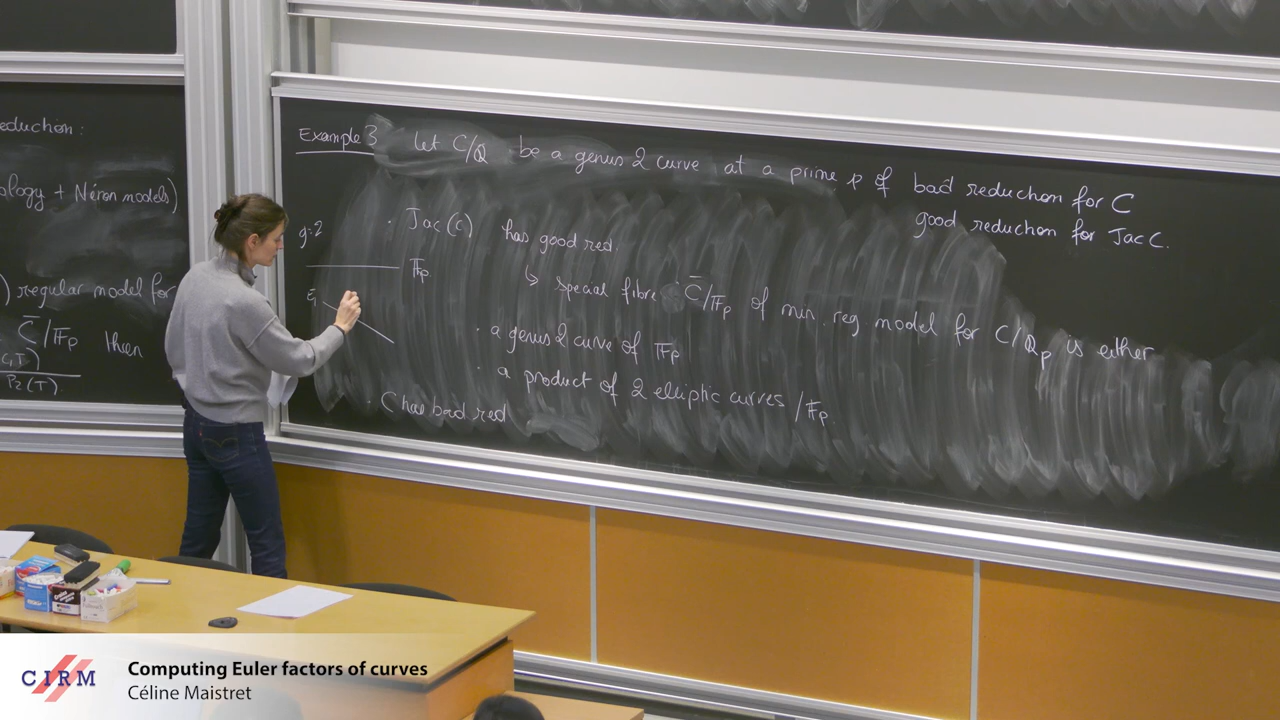 eduction:
ology + Néron models)
) regular model for
C̄/𝔽p then
P2(T)
Example 3 let C/ℚ be a genus 2 curve at a prime p of bad reduction for C
good reduction for Jac C.
g=2
· Jac(C) has good red.
𝔽p
↳ special fibre C̄/𝔽p of min. reg model for C/ℚp is either
· a genus 2 curve of 𝔽p
· a product of 2 elliptic curves /𝔽p
· C has bad red
CIRM
Computing Euler factors of curves
Céline Maistret